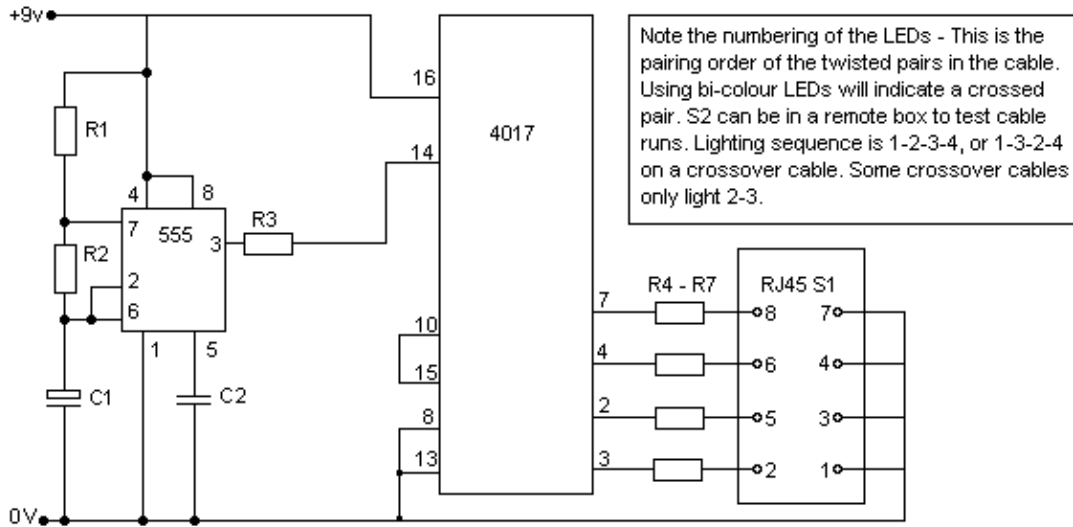 +9v
Note the numbering of the LEDs - This is the
pairing order of the twisted pairs in the cable.
Using bi-colour LEDs will indicate a crossed
pair. S2 can be in a remote box to test cable
runs. Lighting sequence is 1-2-3-4, or 1-3-2-4
on a crossover cable. Some crossover cables
only light 2-3.
16
R1
4017
14
4 8
R3
7 555
3
R2
2
6
RJ45 S1
R4 - R7
7
8 7
10
1 5
4
6 4
15
C1
C2
2
5 3
8
3
2 1
13
0V